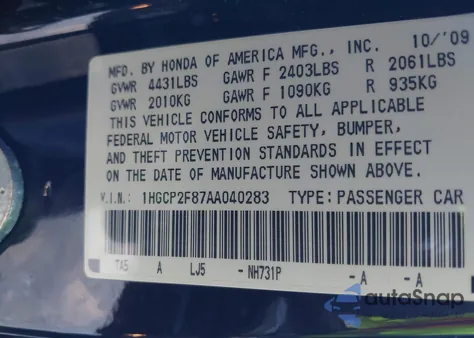 MFD. BY HONDA OF AMERICA MFG., INC. 10/'09
GVWR 4431LBS GAWR F 2403LBS R 2061LBS
GVWR 2010KG GAWR F 1090KG R 935KG
THIS VEHICLE CONFORMS TO ALL APPLICABLE
FEDERAL MOTOR VEHICLE SAFETY, BUMPER,
AND THEFT PREVENTION STANDARDS IN EFFECT
ON THE DATE OF MANUFACTURE SHOWN ABOVE.
V.I.N.: 1HGCP2F87AA040283 TYPE: PASSENGER CAR
TA5 A LJ5 - NH731P - A - A
autoSnap